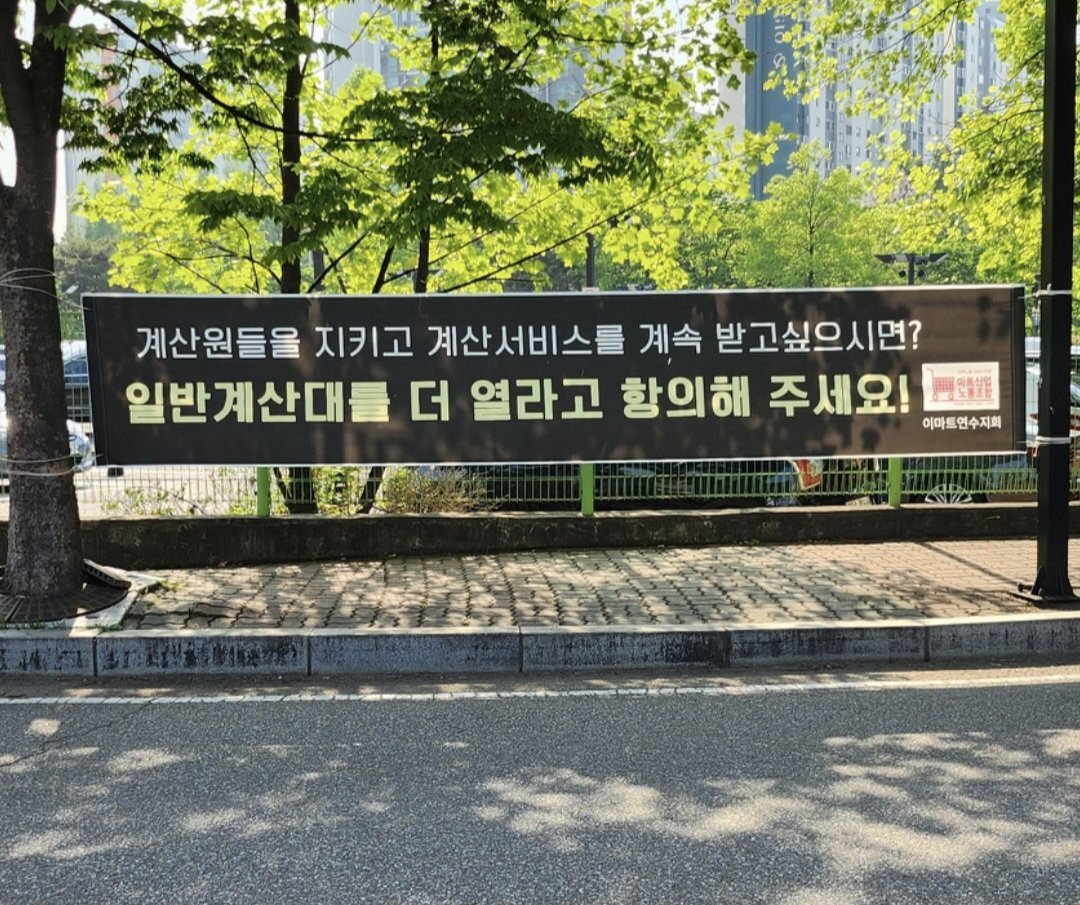 계산원들을 지키고 계산서비스를 계속 받고싶으시면?
일반계산대를 더 열라고 항의해 주세요!
마트산업
노동조합
이마트연수지회